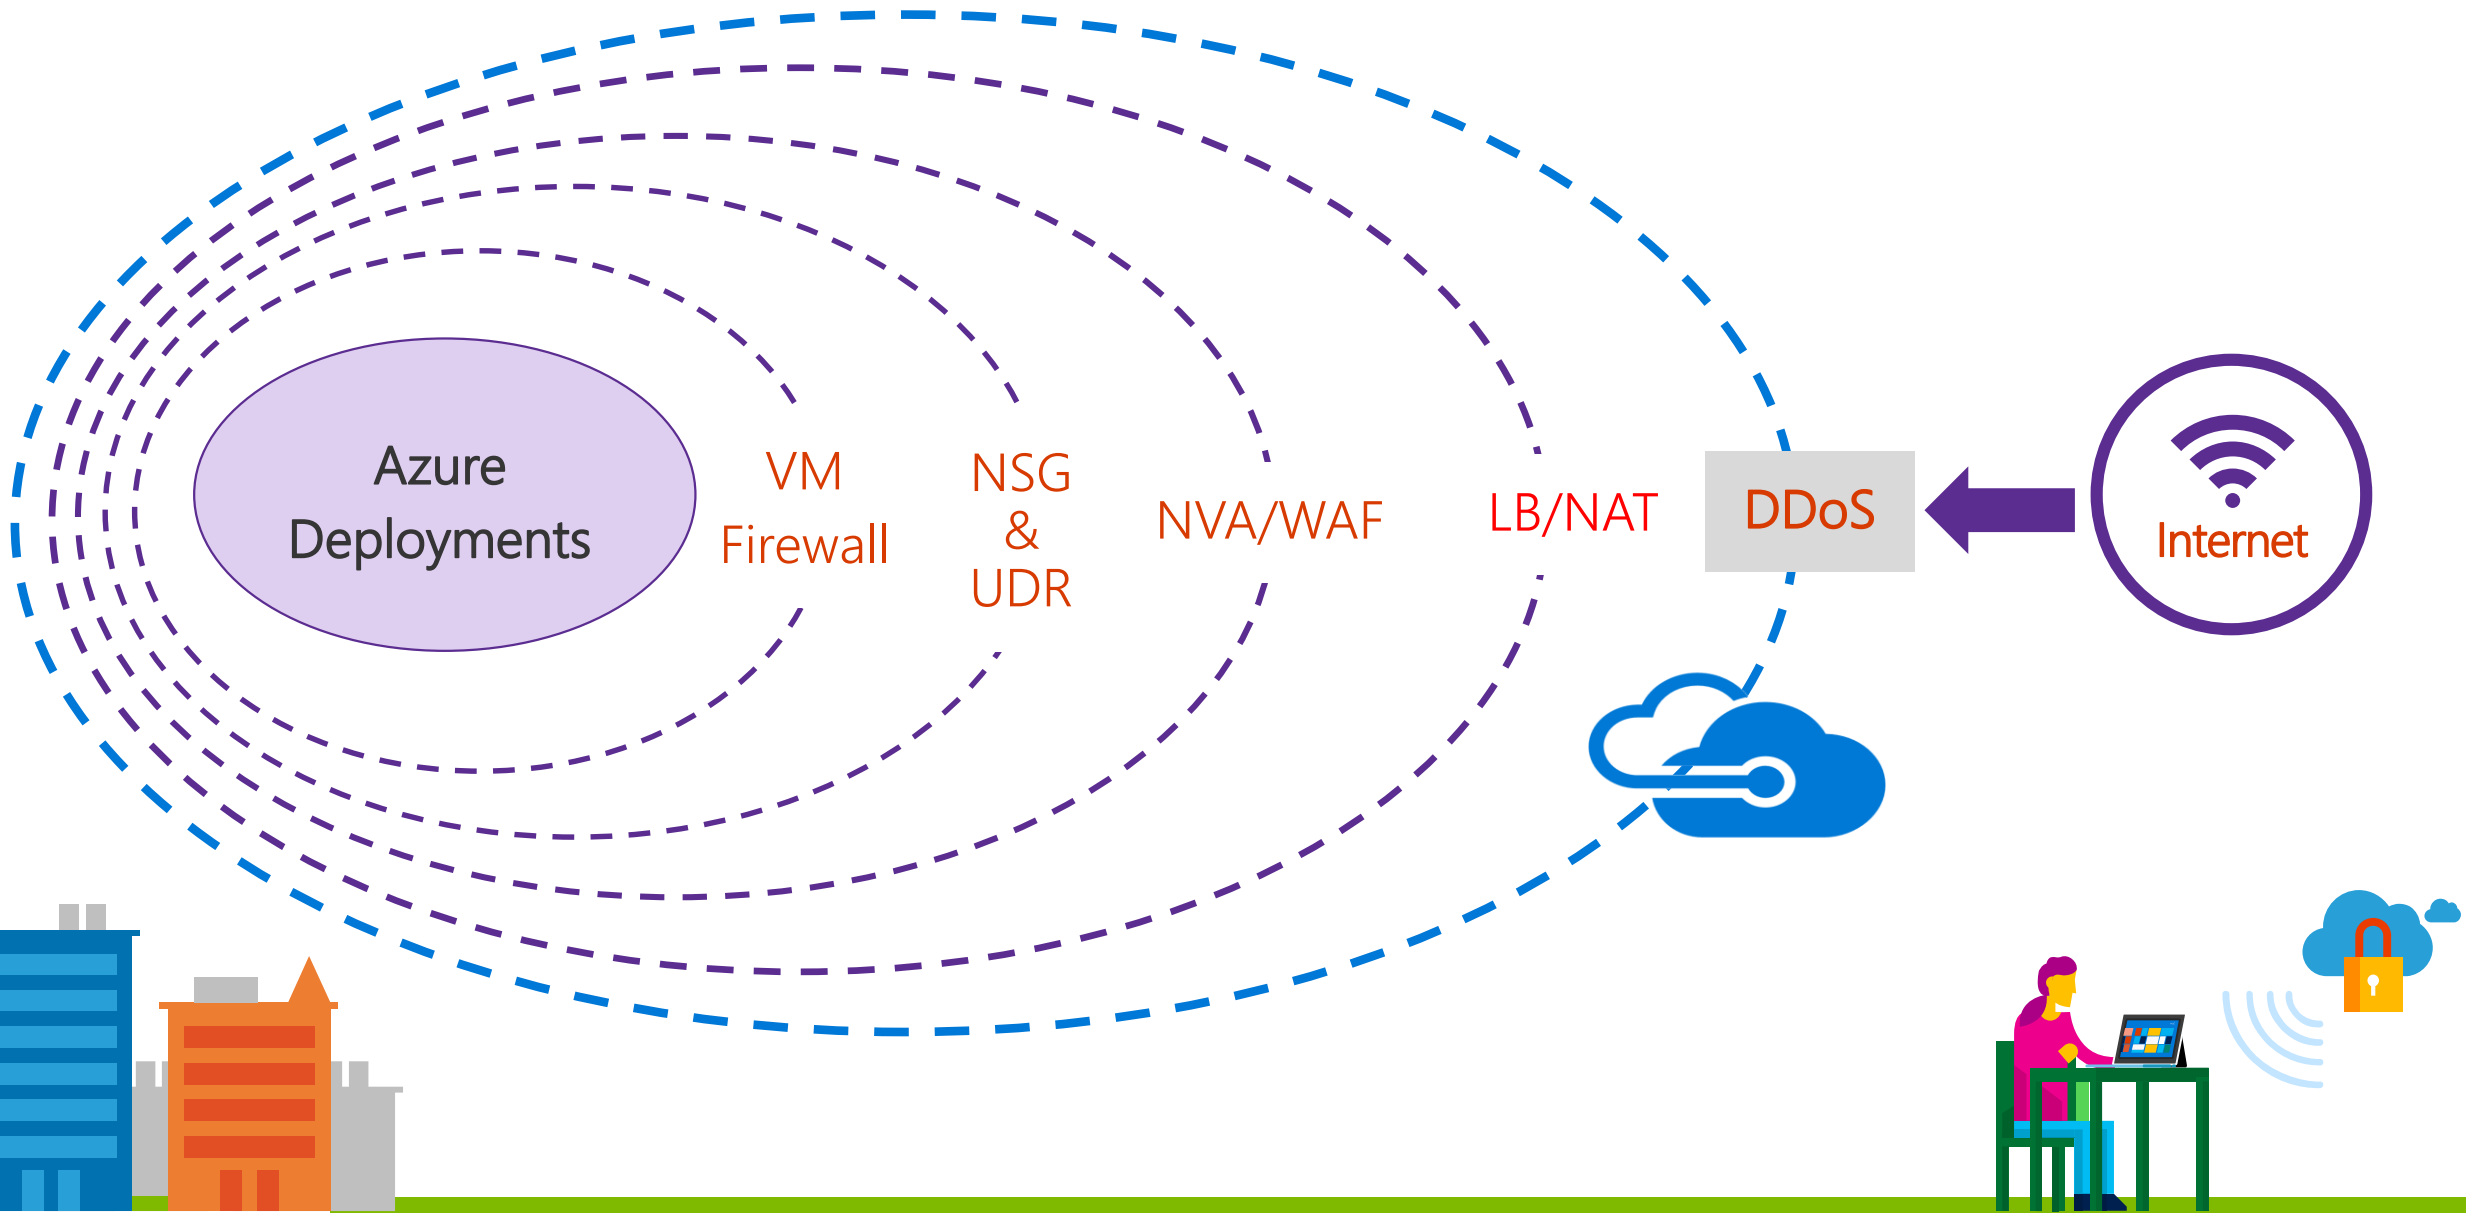 Azure
Deployments
VM
Firewall
NSG
&
UDR
NVA/WAF
LB/NAT
DDoS
Internet